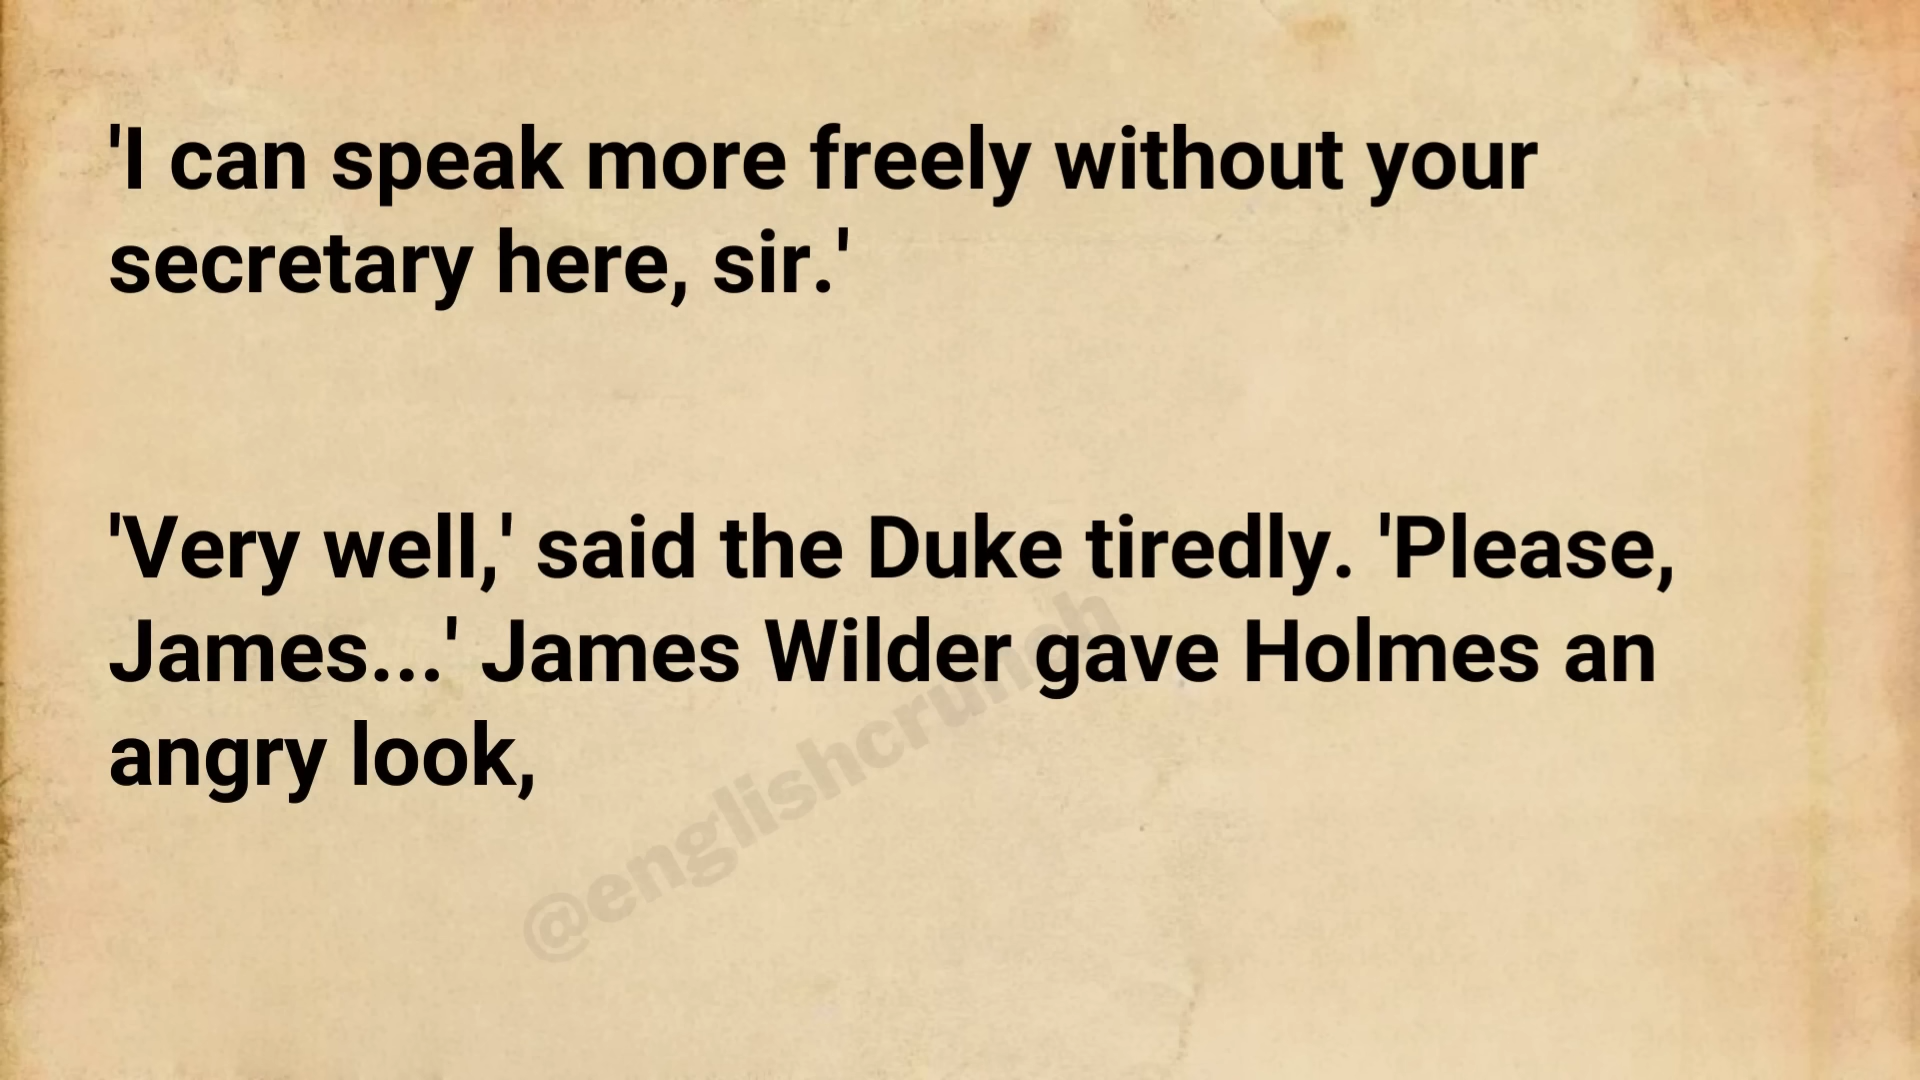 'I can speak more freely without your
secretary here, sir.'
'Very well,' said the Duke tiredly. 'Please,
James...' James Wilder gave Holmes an
angry look,
@englishcrunch